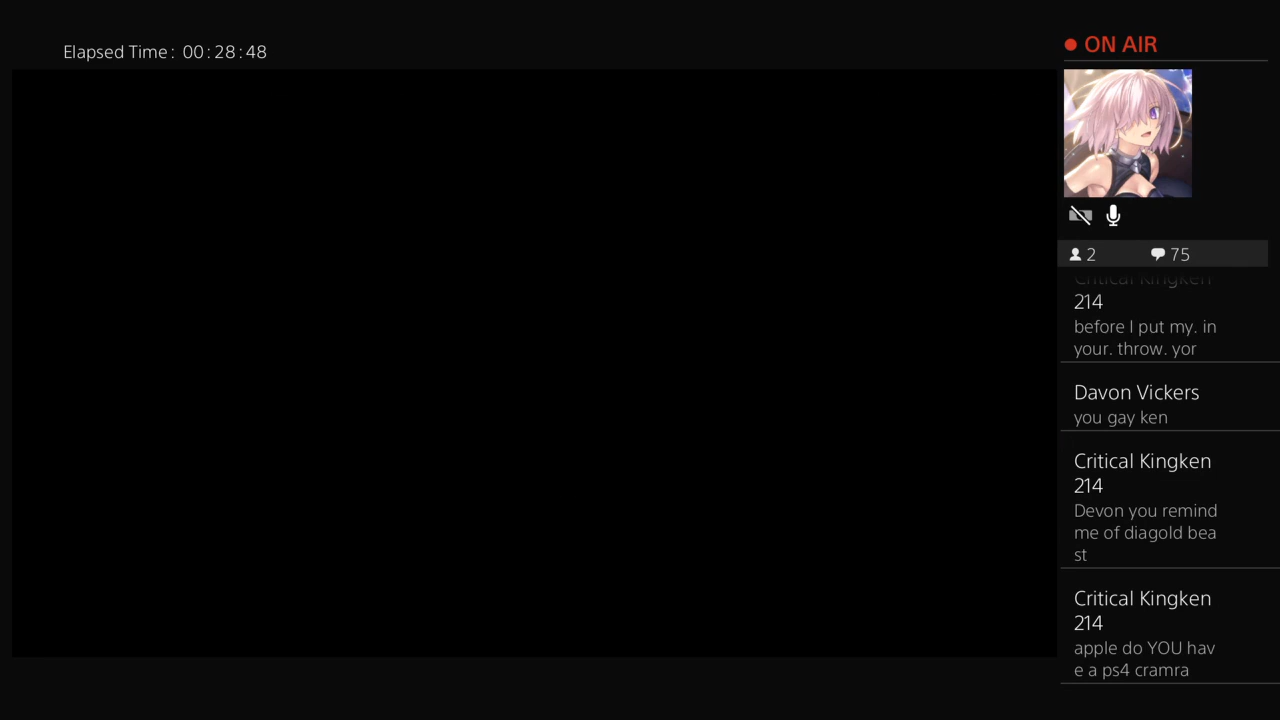 Elapsed Time: 00:28:48
ON AIR
2 75
Critical Kingken
214
before I put my. in
your. throw. yor
Davon Vickers
you gay ken
Critical Kingken
214
Devon you remind
me of diagold bea
st
Critical Kingken
214
apple do YOU hav
e a ps4 cramra